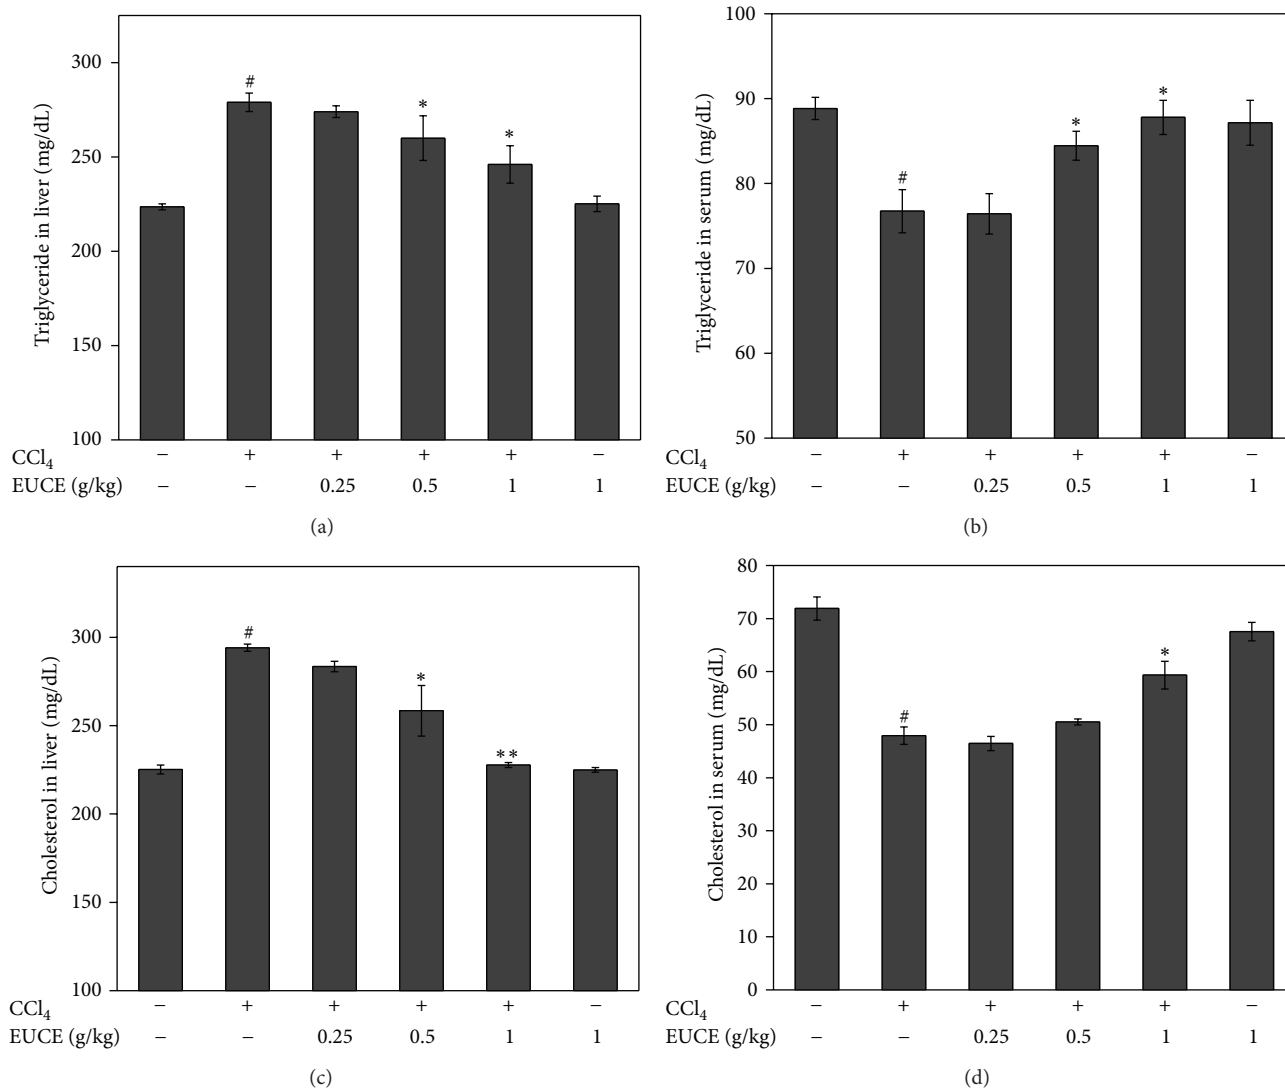 300
250
200
150
100
Triglyceride in liver (mg/dL)
#
*
*
CCl₄ − + + + + −
EUCE (g/kg) − − 0.25 0.5 1 1
(a)
100
90
80
70
60
50
Triglyceride in serum (mg/dL)
#
*
*
CCl₄ − + + + + −
EUCE (g/kg) − − 0.25 0.5 1 1
(b)
300
250
200
150
100
Cholesterol in liver (mg/dL)
#
*
**
CCl₄ − + + + + −
EUCE (g/kg) − − 0.25 0.5 1 1
(c)
80
70
60
50
40
30
20
10
0
Cholesterol in serum (mg/dL)
#
*
CCl₄ − + + + + −
EUCE (g/kg) − − 0.25 0.5 1 1
(d)